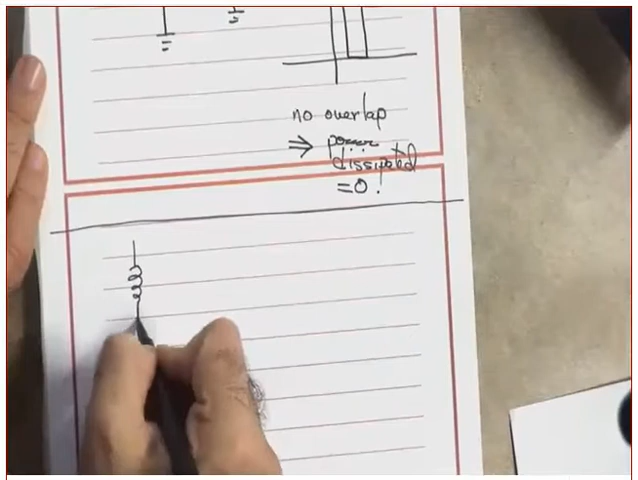 no overlap
⇒ power
dissipated
=0!